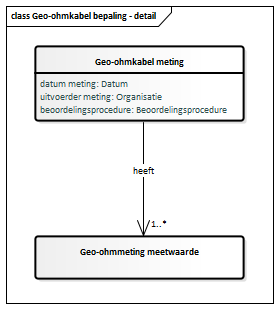 class Geo-ohmkabel bepaling - detail
Geo-ohmkabel meting
datum meting: Datum
uitvoerder meting: Organisatie
beoordelingsprocedure: Beoordelingsprocedure
heeft
1..*
Geo-ohmmeting meetwaarde